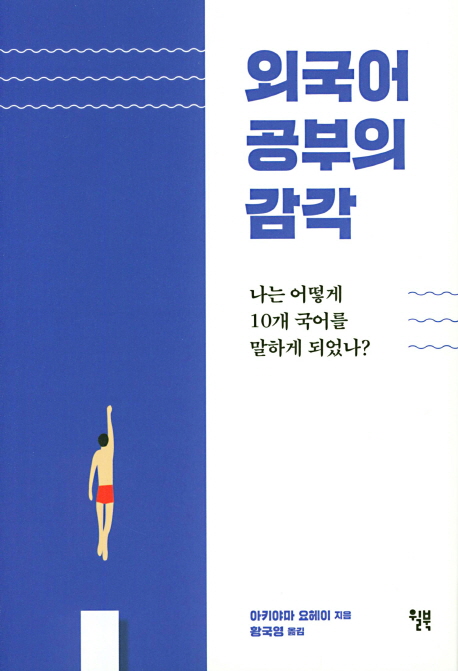 외국어
공부의
감각
나는 어떻게
10개 국어를
말하게 되었나?
아키야마 요헤이 지음
황국영 옮김
윌북